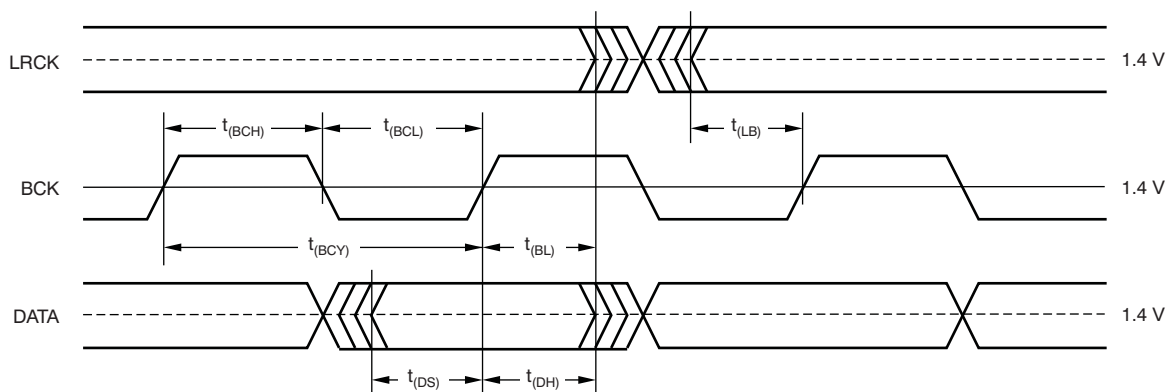 LRCK
1.4 V
t(BCH)
t(BCL)
t(LB)
BCK
1.4 V
t(BCY)
t(BL)
DATA
1.4 V
t(DS)
t(DH)